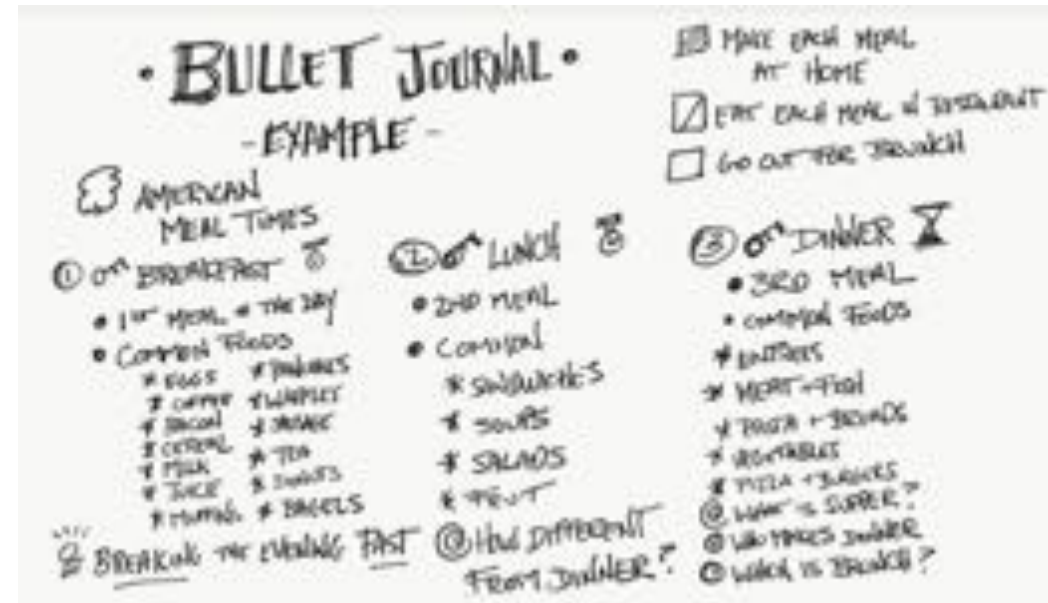 • BULLET JOURNAL •
- EXAMPLE -
MAKE EACH MEAL
AT HOME
EAT EACH MEAL IN RESTAURANT
GO OUT FOR BRUNCH
AMERICAN
MEAL TIMES
① BREAKFAST
• 1ST MEAL THE DAY
• COMMON FOODS
* EGGS
* COFFEE
* BACON
* CEREAL
* MILK
* JUICE
* MUFFINS
* PANCAKES
* WAFFLES
* SAUSAGE
* TEA
* DONUTS
* BAGELS
BREAKING THE EVENING FAST
② LUNCH
• 2ND MEAL
• COMMON
* SANDWICHES
* SOUPS
* SALADS
* FRUIT
HOW DIFFERENT
FROM DINNER?
③ DINNER
• 3RD MEAL
• COMMON FOODS
* ENTREES
* MEAT + FISH
* PASTA + BREADS
* VEGETABLES
* PIZZA + BURGERS
WHAT IS SUPPER?
WHO MAKES DINNER
WHICH IS BRUNCH?